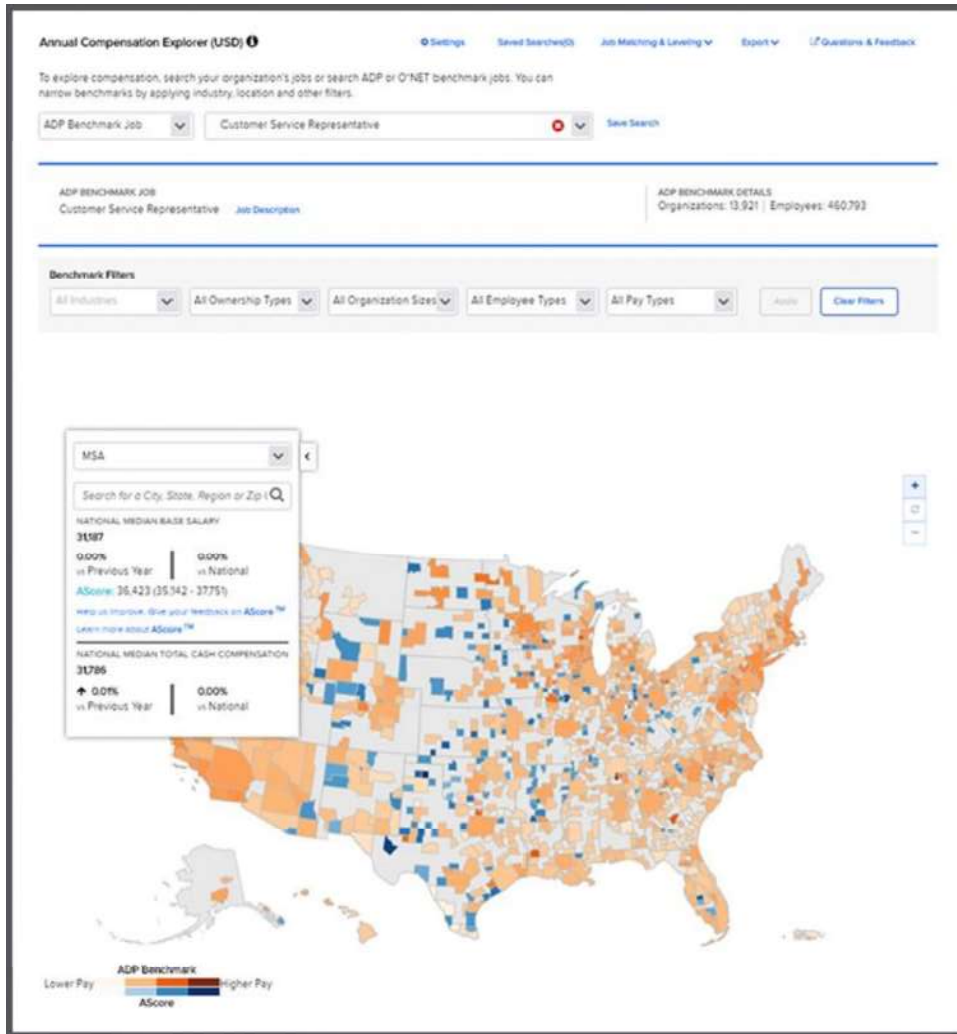 Annual Compensation Explorer (USD)
Settings Saved Searches(0) Job Matching & Leveling Export Questions & Feedback
To explore compensation, search your organization's jobs or search ADP or O*NET benchmark jobs. You can
narrow benchmarks by applying industry, location and other filters.
ADP Benchmark Job Customer Service Representative Save Search
ADP BENCHMARK JOB
Customer Service Representative Job Description
ADP BENCHMARK DETAILS
Organizations: 13,921 | Employees: 460,793
Benchmark Filters
All Industries All Ownership Types All Organization Sizes All Employee Types All Pay Types Apply Clear Filters
MSA
Search for a City, State, Region or Zip
NATIONAL MEDIAN BASE SALARY
31,187
0.00% 0.00%
vs Previous Year vs National
AScore: 36,423 (35,142 - 37,751)
Help us improve. Give your feedback on AScore™
Learn more about AScore™
NATIONAL MEDIAN TOTAL CASH COMPENSATION
31,786
0.01% 0.00%
vs Previous Year vs National
ADP Benchmark
Lower Pay Higher Pay
AScore